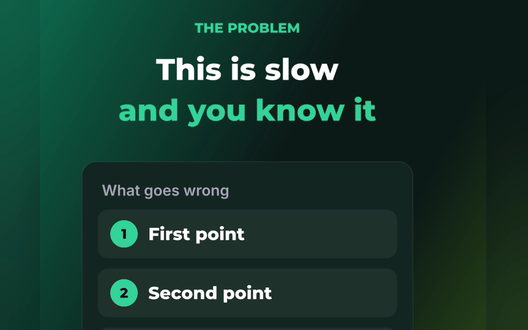 THE PROBLEM
This is slow
and you know it
What goes wrong
1 First point
2 Second point